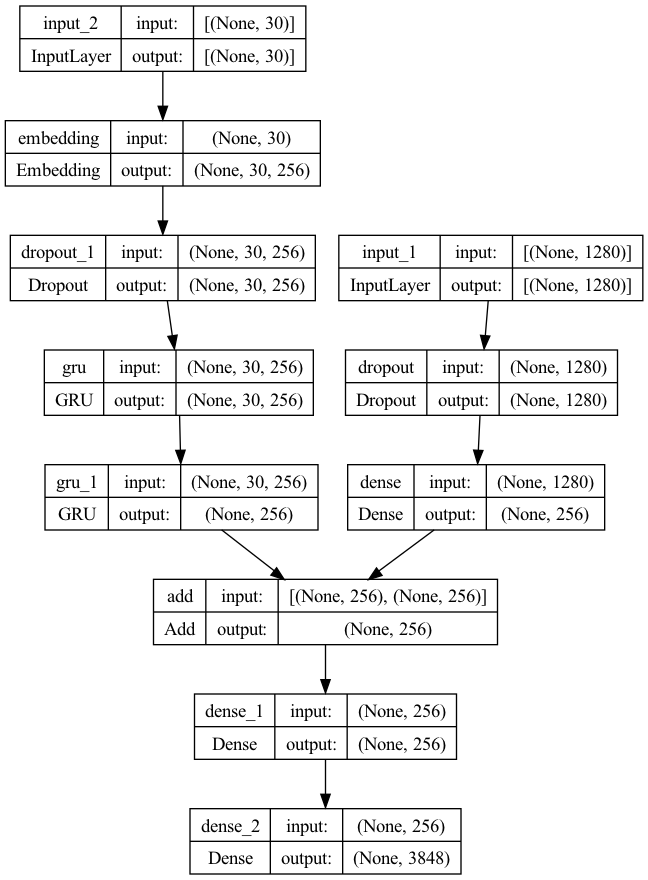 input_2 input: [(None, 30)]
InputLayer output: [(None, 30)]
embedding input: (None, 30)
Embedding output: (None, 30, 256)
dropout_1 input: (None, 30, 256)
Dropout output: (None, 30, 256)
input_1 input: [(None, 1280)]
InputLayer output: [(None, 1280)]
gru input: (None, 30, 256)
GRU output: (None, 30, 256)
dropout input: (None, 1280)
Dropout output: (None, 1280)
gru_1 input: (None, 30, 256)
GRU output: (None, 256)
dense input: (None, 1280)
Dense output: (None, 256)
add input: [(None, 256), (None, 256)]
Add output: (None, 256)
dense_1 input: (None, 256)
Dense output: (None, 256)
dense_2 input: (None, 256)
Dense output: (None, 3848)